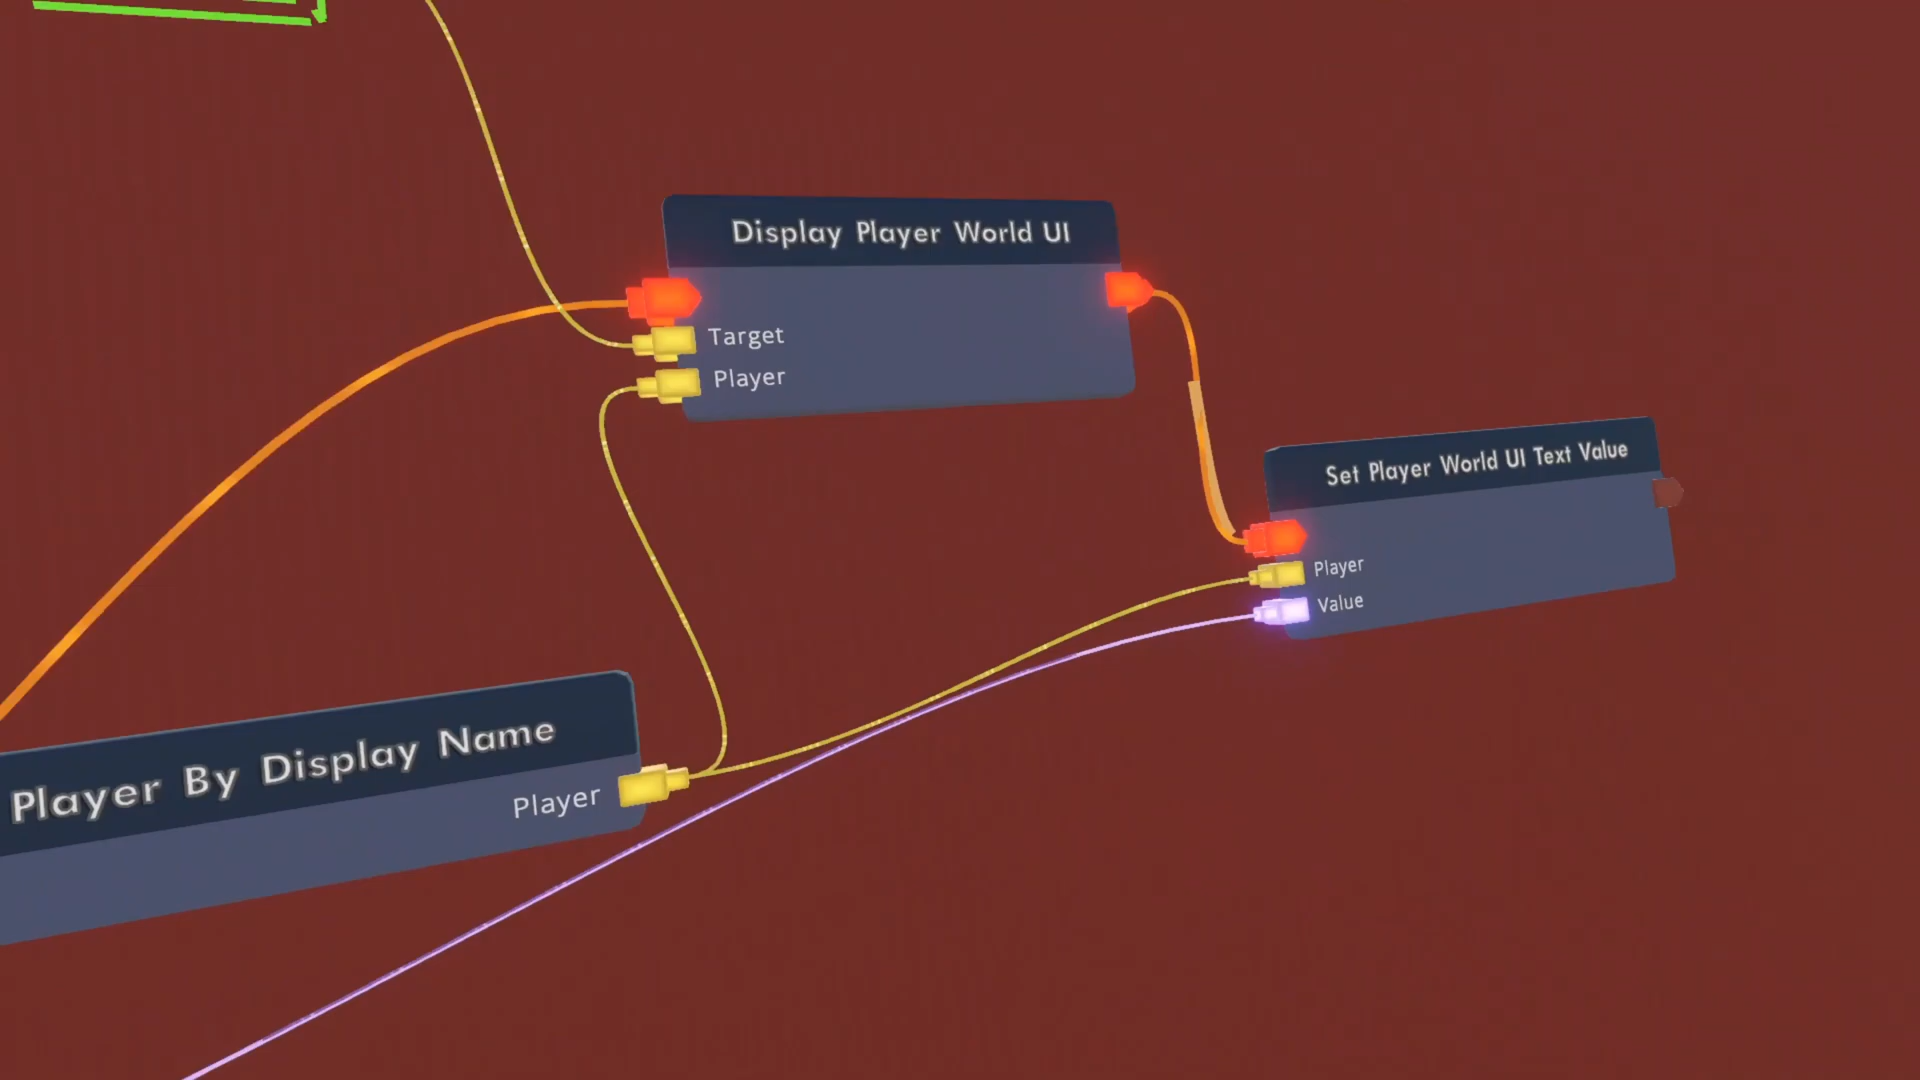 Display Player World UI
Target
Player
Set Player World UI Text Value
Player
Value
Player By Display Name
Player